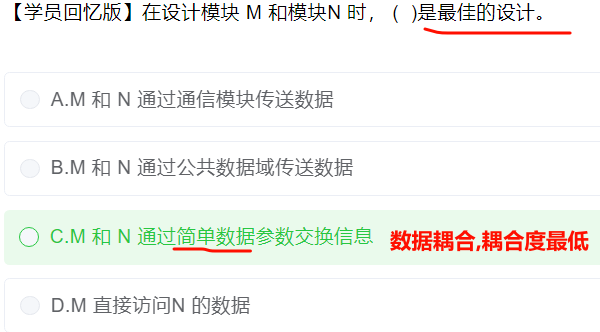 【学员回忆版】在设计模块 M 和模块N 时，( )是最佳的设计。
A.M 和 N 通过通信模块传送数据
B.M 和 N 通过公共数据域传送数据
C.M 和 N 通过简单数据参数交换信息 数据耦合,耦合度最低
D.M 直接访问N 的数据